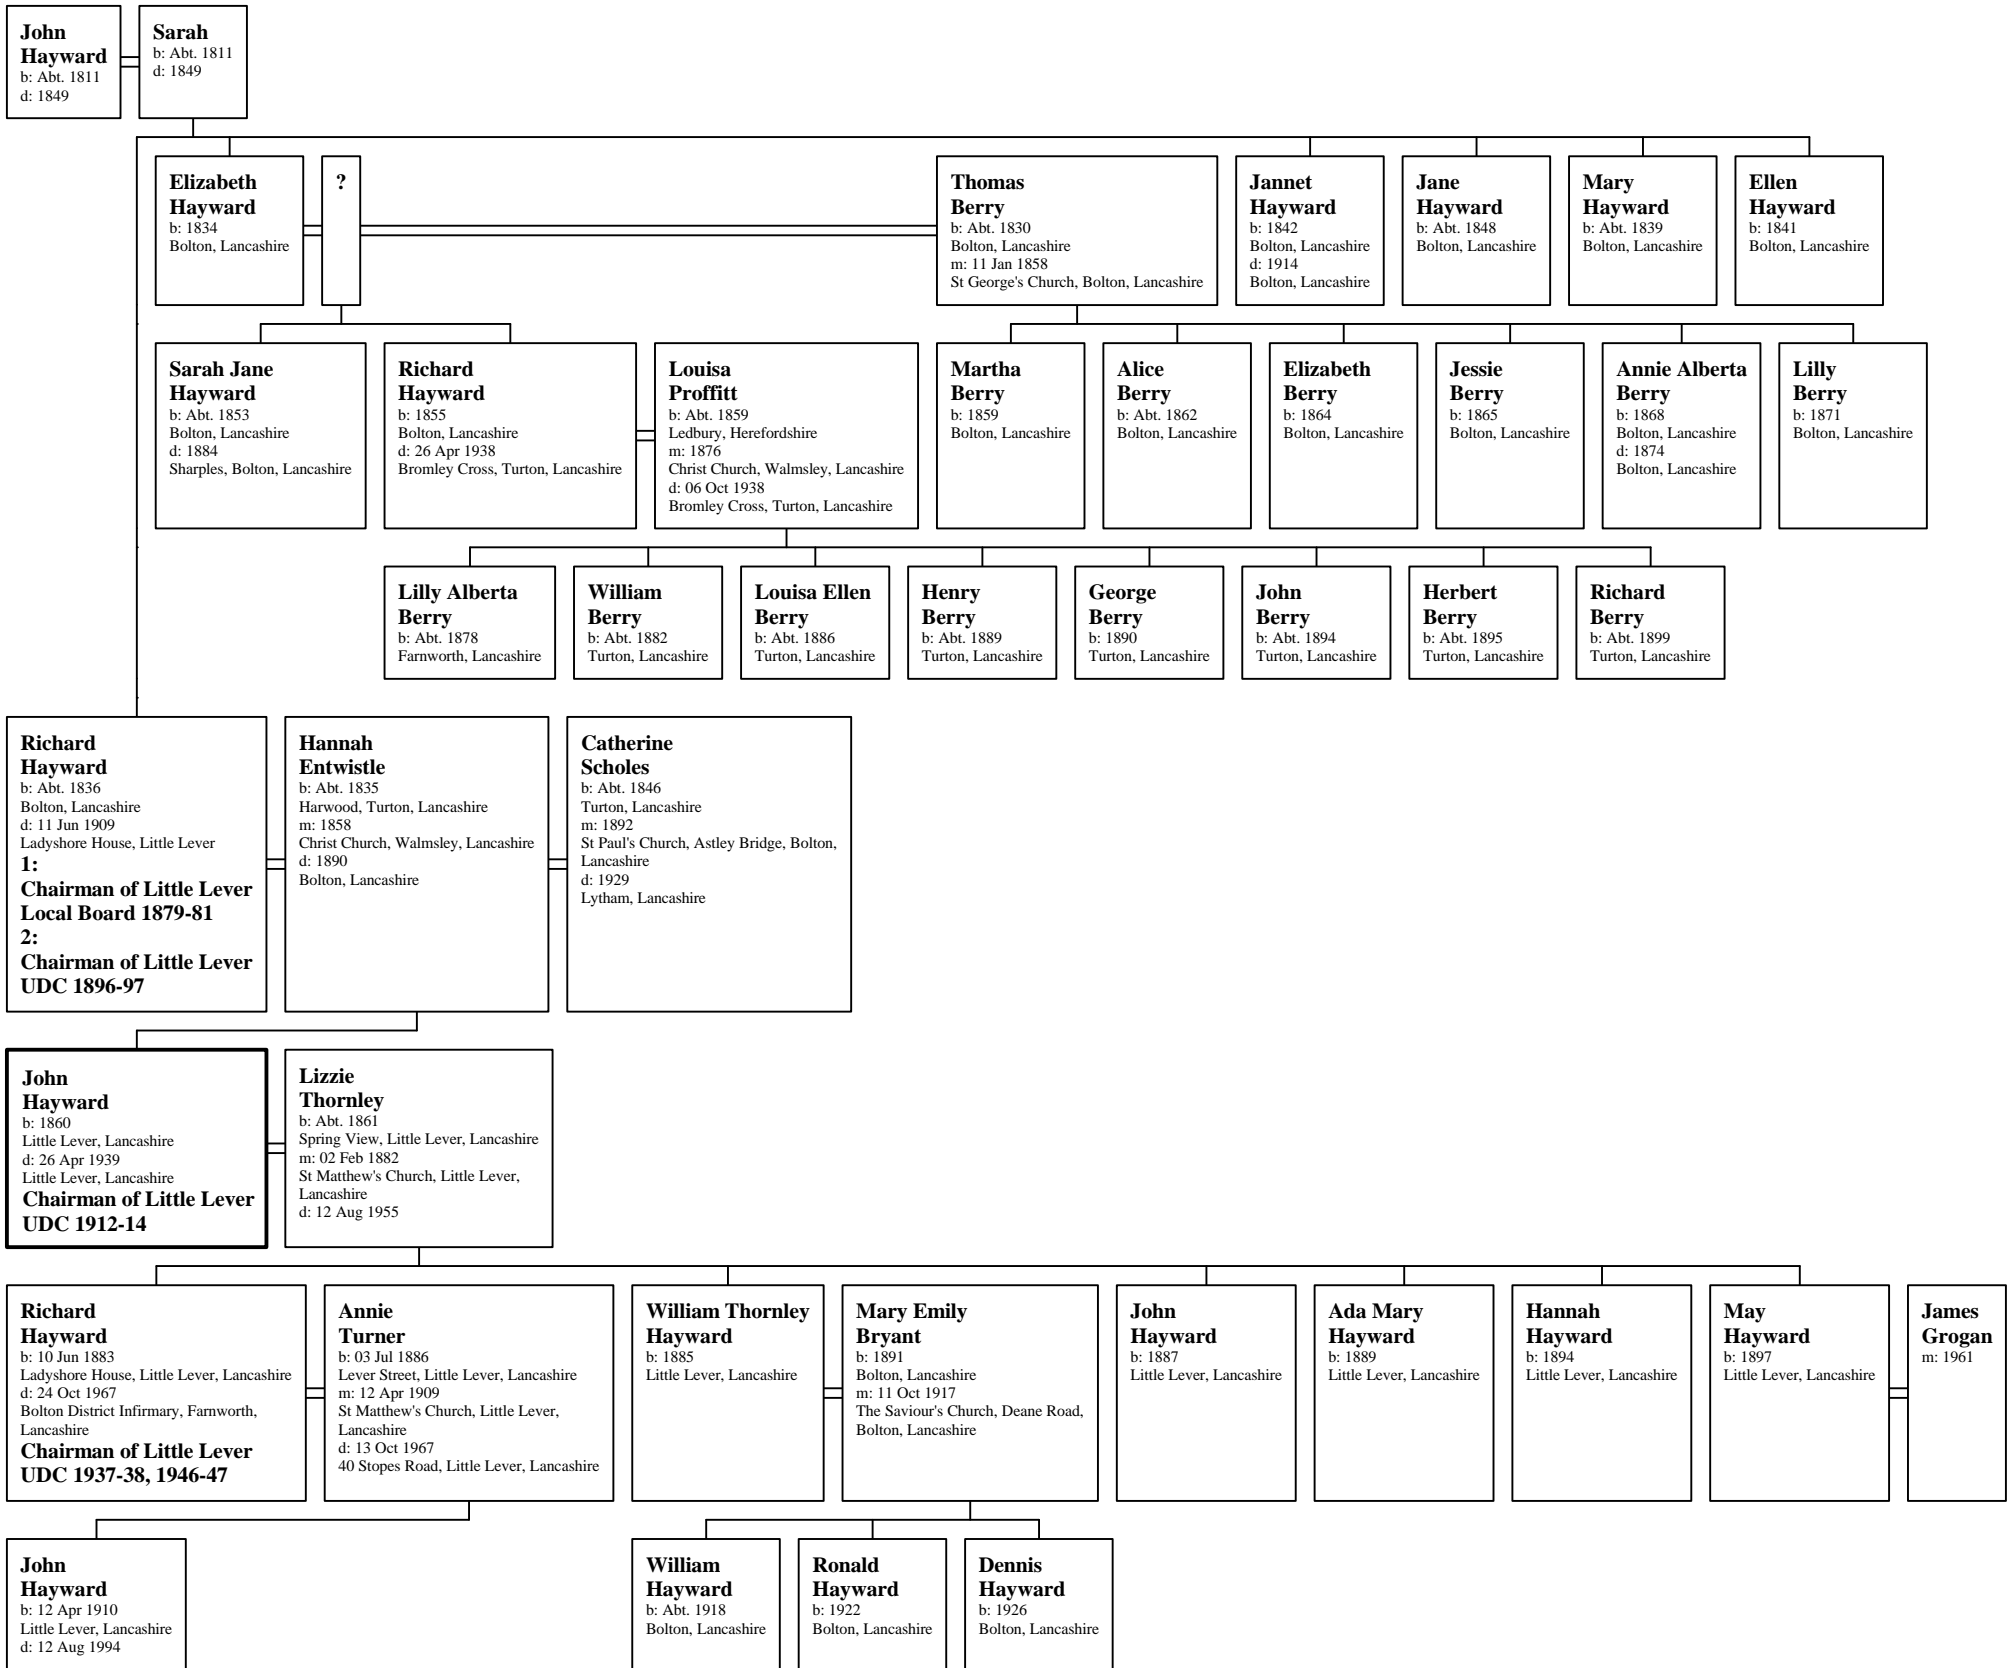 John
Hayward
b: Abt. 1811
d: 1849
Sarah
b: Abt. 1811
d: 1849
Elizabeth
Hayward
b: 1834
Bolton, Lancashire
?
Thomas
Berry
b: Abt. 1830
Bolton, Lancashire
m: 11 Jan 1858
St George's Church, Bolton, Lancashire
Jannet
Hayward
b: 1842
Bolton, Lancashire
d: 1914
Bolton, Lancashire
Jane
Hayward
b: Abt. 1848
Bolton, Lancashire
Mary
Hayward
b: Abt. 1839
Bolton, Lancashire
Ellen
Hayward
b: 1841
Bolton, Lancashire
Sarah Jane
Hayward
b: Abt. 1853
Bolton, Lancashire
d: 1884
Sharples, Bolton, Lancashire
Richard
Hayward
b: 1855
Bolton, Lancashire
d: 26 Apr 1938
Bromley Cross, Turton, Lancashire
Louisa
Proffitt
b: Abt. 1859
Ledbury, Herefordshire
m: 1876
Christ Church, Walmsley, Lancashire
d: 06 Oct 1938
Bromley Cross, Turton, Lancashire
Martha
Berry
b: 1859
Bolton, Lancashire
Alice
Berry
b: Abt. 1862
Bolton, Lancashire
Elizabeth
Berry
b: 1864
Bolton, Lancashire
Jessie
Berry
b: 1865
Bolton, Lancashire
Annie Alberta
Berry
b: 1868
Bolton, Lancashire
d: 1874
Bolton, Lancashire
Lilly
Berry
b: 1871
Bolton, Lancashire
Lilly Alberta
Berry
b: Abt. 1878
Farnworth, Lancashire
William
Berry
b: Abt. 1882
Turton, Lancashire
Louisa Ellen
Berry
b: Abt. 1886
Turton, Lancashire
Henry
Berry
b: Abt. 1889
Turton, Lancashire
George
Berry
b: 1890
Turton, Lancashire
John
Berry
b: Abt. 1894
Turton, Lancashire
Herbert
Berry
b: Abt. 1895
Turton, Lancashire
Richard
Berry
b: Abt. 1899
Turton, Lancashire
Richard
Hayward
b: Abt. 1836
Bolton, Lancashire
d: 11 Jun 1909
Ladyshore House, Little Lever
1:
Chairman of Little Lever
Local Board 1879-81
2:
Chairman of Little Lever
UDC 1896-97
Hannah
Entwistle
b: Abt. 1835
Harwood, Turton, Lancashire
m: 1858
Christ Church, Walmsley, Lancashire
d: 1890
Bolton, Lancashire
Catherine
Scholes
b: Abt. 1846
Turton, Lancashire
m: 1892
St Paul's Church, Astley Bridge, Bolton,
Lancashire
d: 1929
Lytham, Lancashire
John
Hayward
b: 1860
Little Lever, Lancashire
d: 26 Apr 1939
Little Lever, Lancashire
Chairman of Little Lever
UDC 1912-14
Lizzie
Thornley
b: Abt. 1861
Spring View, Little Lever, Lancashire
m: 02 Feb 1882
St Matthew's Church, Little Lever,
Lancashire
d: 12 Aug 1955
Richard
Hayward
b: 10 Jun 1883
Ladyshore House, Little Lever, Lancashire
d: 24 Oct 1967
Bolton District Infirmary, Farnworth,
Lancashire
Chairman of Little Lever
UDC 1937-38, 1946-47
Annie
Turner
b: 03 Jul 1886
Lever Street, Little Lever, Lancashire
m: 12 Apr 1909
St Matthew's Church, Little Lever,
Lancashire
d: 13 Oct 1967
40 Stopes Road, Little Lever, Lancashire
William Thornley
Hayward
b: 1885
Little Lever, Lancashire
Mary Emily
Bryant
b: 1891
Bolton, Lancashire
m: 11 Oct 1917
The Saviour's Church, Deane Road,
Bolton, Lancashire
John
Hayward
b: 1887
Little Lever, Lancashire
Ada Mary
Hayward
b: 1889
Little Lever, Lancashire
Hannah
Hayward
b: 1894
Little Lever, Lancashire
May
Hayward
b: 1897
Little Lever, Lancashire
James
Grogan
m: 1961
John
Hayward
b: 12 Apr 1910
Little Lever, Lancashire
d: 12 Aug 1994
William
Hayward
b: Abt. 1918
Bolton, Lancashire
Ronald
Hayward
b: 1922
Bolton, Lancashire
Dennis
Hayward
b: 1926
Bolton, Lancashire